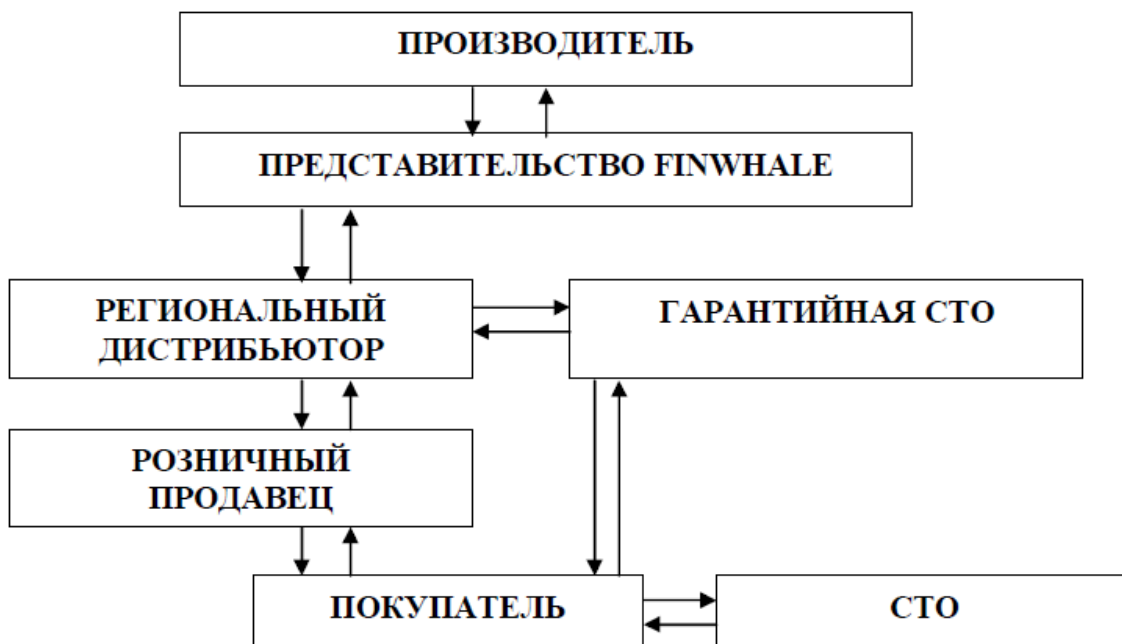 ПРОИЗВОДИТЕЛЬ
ПРЕДСТАВИТЕЛЬСТВО FINWHALE
РЕГИОНАЛЬНЫЙ
ДИСТРИБЬЮТОР
ГАРАНТИЙНАЯ СТО
РОЗНИЧНЫЙ
ПРОДАВЕЦ
ПОКУПАТЕЛЬ
СТО